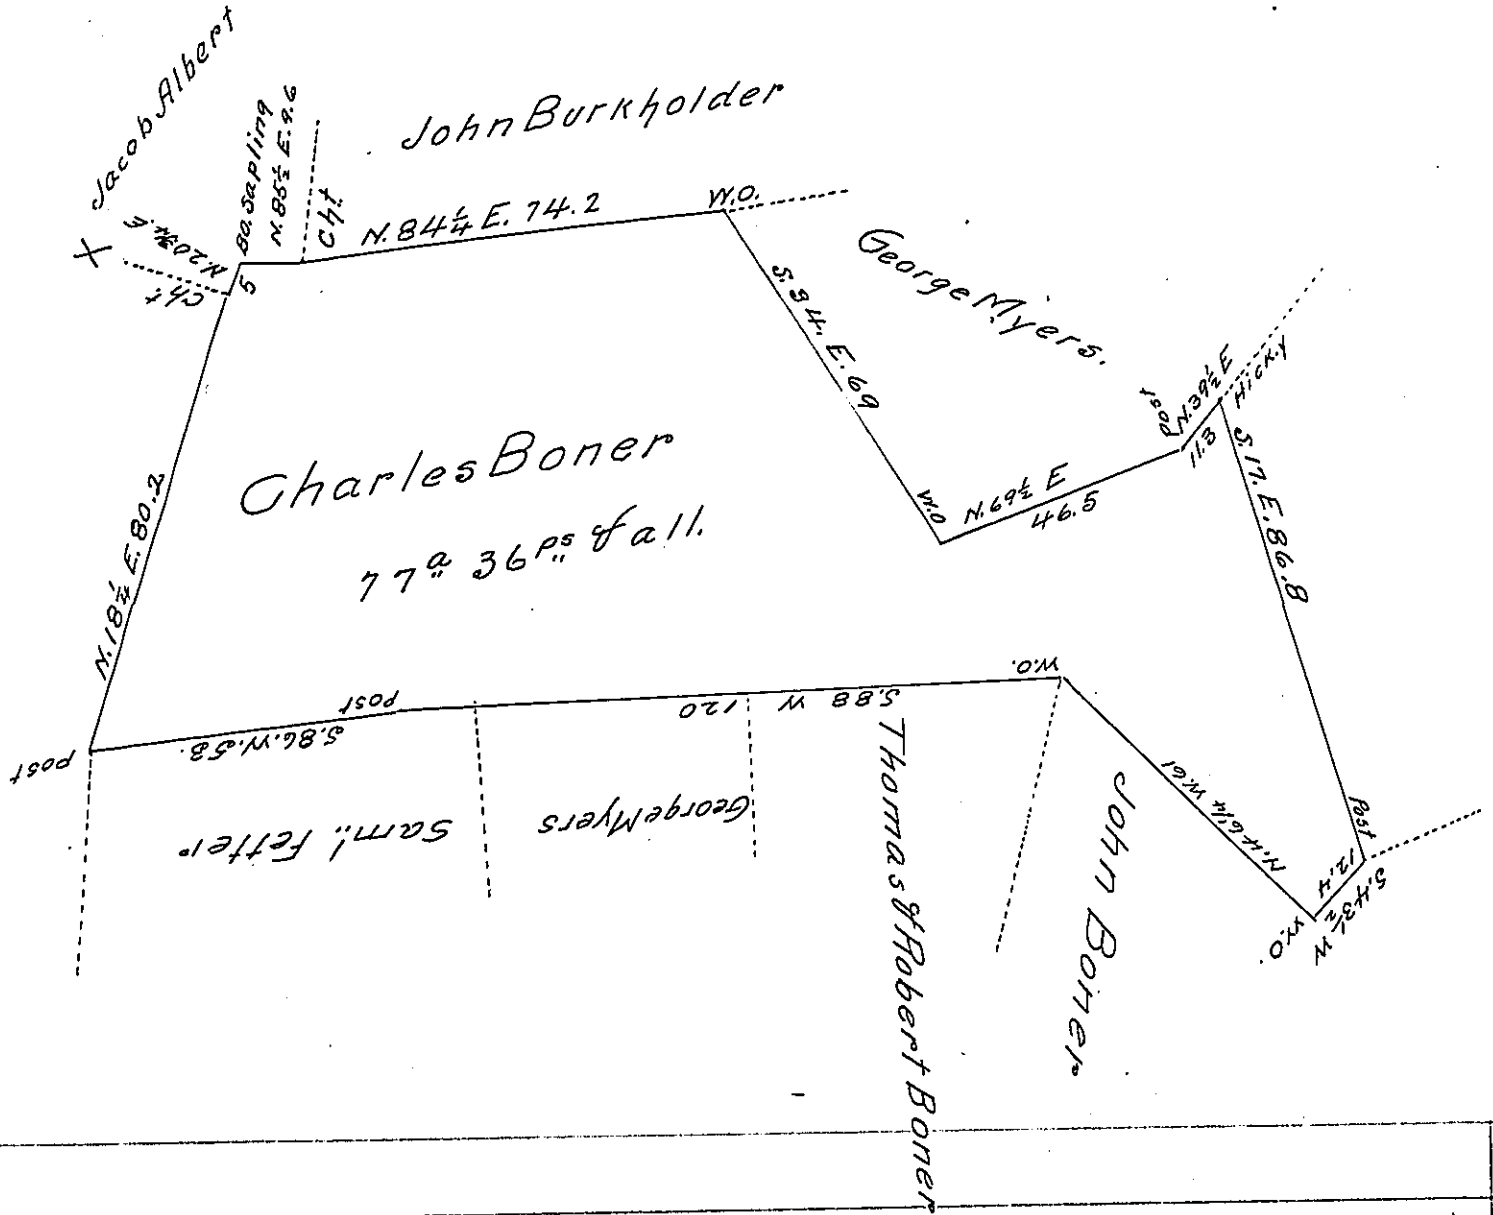 Jacob Albert
X
N.20¾.E
Cht
5
B.O. Sapling
N.85½ E.9.6
Cht
John Burkholder
N.84¼ E. 74.2
W.O.
S.34. E.69
George Myers.
W.O
N.69½ E
46.5
Post
N.39½ E
11.3
Hick.y
S.17. E.86.8
Post
12.4
S.43½ W
W.O.
N.46¼ W.61
W.O.
S.88 W 120
Post
S.86.W.53.
Post
N.18¼ E.80.2
Charles Boner
77ª 36ᵖˢ & all.
Sam! Fetter
George Myers
Thomas & Robert Boner
John Boner